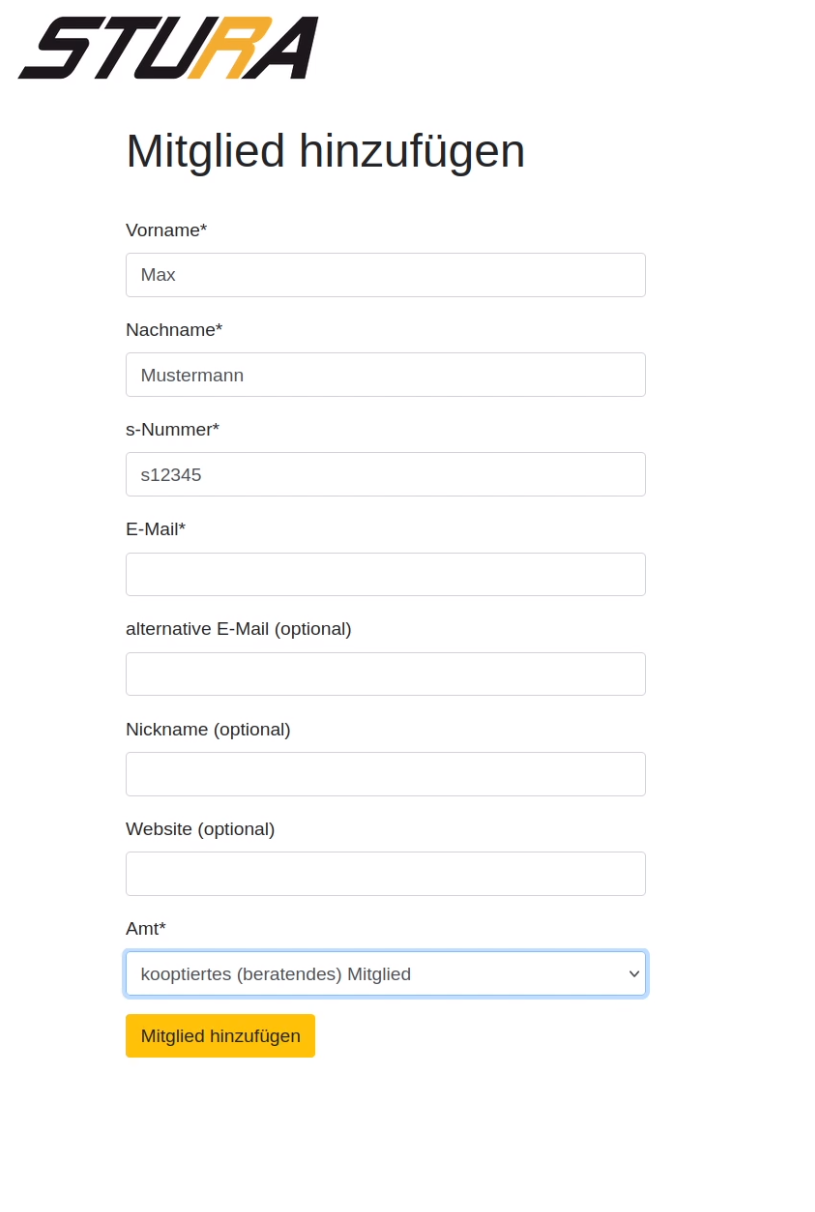 STURA
Mitglied hinzufügen
Vorname*
Max
Nachname*
Mustermann
s-Nummer*
s12345
E-Mail*
alternative E-Mail (optional)
Nickname (optional)
Website (optional)
Amt*
kooptiertes (beratendes) Mitglied
Mitglied hinzufügen